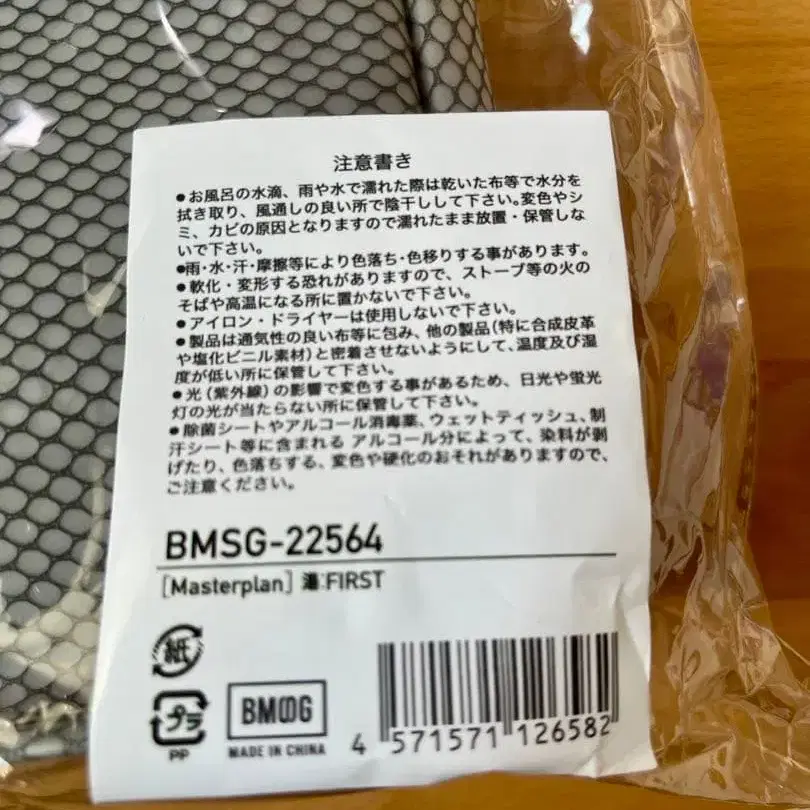 注意書き
●お風呂の水滴、雨や水で濡れた際は乾いた布等で水分を
拭き取り、風通しの良い所で陰干しして下さい。変色やシ
ミ、カビの原因となりますので濡れたまま放置・保管しな
いで下さい。
●雨・水・汗・摩擦等により色落ち・色移りする事があります。
●軟化・変形する恐れがありますので、ストーブ等の火の
そばや高温になる所に置かないで下さい。
●アイロン・ドライヤーは使用しないで下さい。
●製品は通気性の良い布等に包み、他の製品(特に合成皮革
や塩化ビニル素材)と密着させないようにして、温度及び湿
度が低い所に保管して下さい。
●光(紫外線)の影響で変色する事があるため、日光や蛍光
灯の光が当たらない所に保管して下さい。
●除菌シートやアルコール消毒薬、ウェットティッシュ、制
汗シート等に含まれる アルコール分によって、染料が剥
げたり、色落ちする、変色や硬化のおそれがありますので、
ご注意ください。
BMSG-22564
[Masterplan] 湯:FIRST
紙
プラ
PP
BMSG
MADE IN CHINA
4 571571 126582